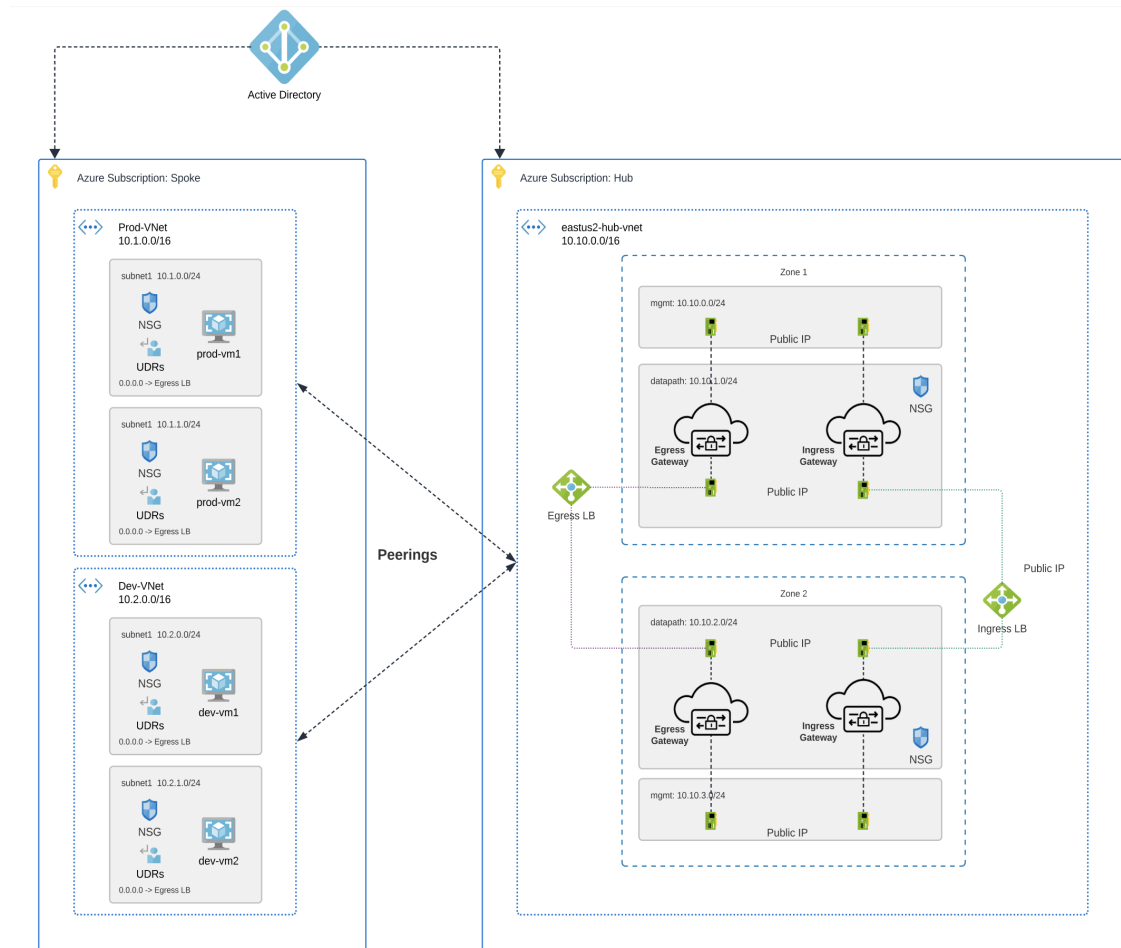 Active Directory
Azure Subscription: Spoke
Prod-VNet
10.1.0.0/16
subnet1 10.1.0.0/24
NSG
UDRs
prod-vm1
0.0.0.0 -> Egress LB
subnet1 10.1.1.0/24
NSG
UDRs
prod-vm2
0.0.0.0 -> Egress LB
Dev-VNet
10.2.0.0/16
subnet1 10.2.0.0/24
NSG
UDRs
dev-vm1
0.0.0.0 -> Egress LB
subnet1 10.2.1.0/24
NSG
UDRs
dev-vm2
0.0.0.0 -> Egress LB
Peerings
Azure Subscription: Hub
eastus2-hub-vnet
10.10.0.0/16
Zone 1
mgmt: 10.10.0.0/24
Public IP
datapath: 10.10.1.0/24
NSG
Egress
Gateway
Ingress
Gateway
Public IP
Egress LB
Zone 2
datapath: 10.10.2.0/24
Public IP
Egress
Gateway
Ingress
Gateway
NSG
mgmt: 10.10.3.0/24
Public IP
Public IP
Ingress LB